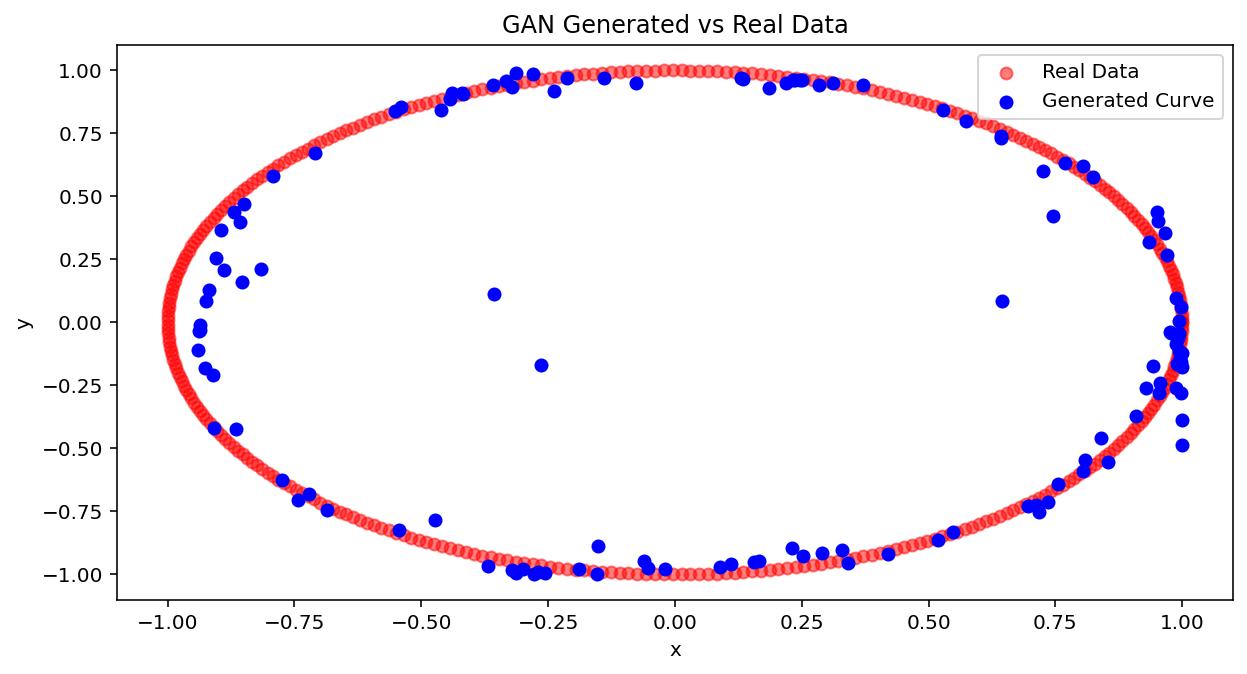 GAN Generated vs Real Data
Real Data
Generated Curve
1.00
0.75
0.50
0.25
0.00
−0.25
−0.50
−0.75
−1.00
y
−1.00 −0.75 −0.50 −0.25 0.00 0.25 0.50 0.75 1.00
x